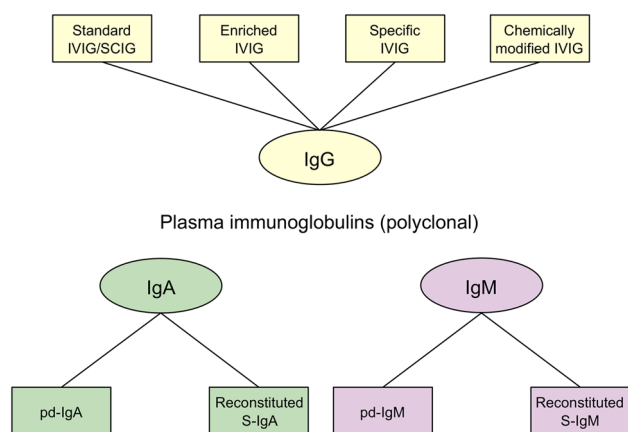 Standard
IVIG/SCIG
Enriched
IVIG
Specific
IVIG
Chemically
modified IVIG
IgG
Plasma immunoglobulins (polyclonal)
IgA
IgM
pd-IgA
Reconstituted
S-IgA
pd-IgM
Reconstituted
S-IgM